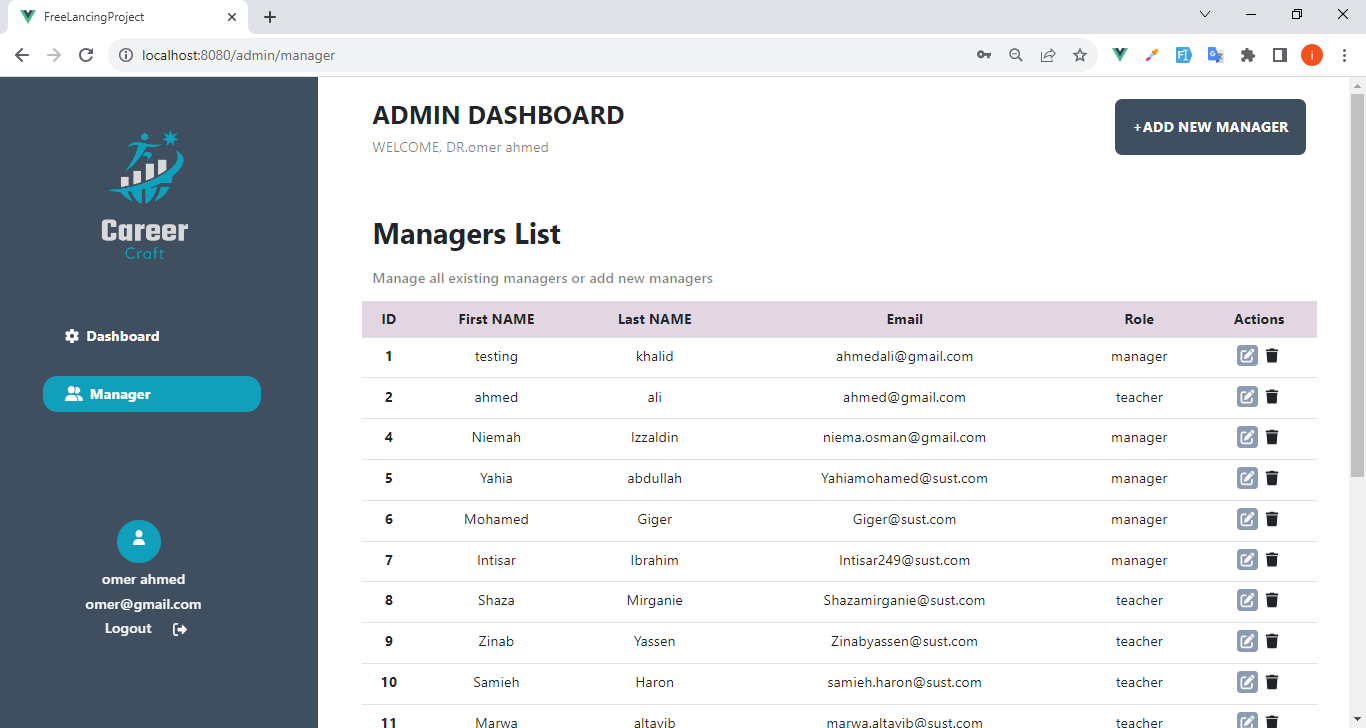 FreeLancingProject
localhost:8080/admin/manager
i
Career
Craft
Dashboard
Manager
omer ahmed
omer@gmail.com
Logout
ADMIN DASHBOARD
WELCOME, DR.omer ahmed
+ADD NEW MANAGER
Managers List
Manage all existing managers or add new managers
ID First NAME Last NAME Email Role Actions
1 testing khalid ahmedali@gmail.com manager
2 ahmed ali ahmed@gmail.com teacher
4 Niemah Izzaldin niema.osman@gmail.com manager
5 Yahia abdullah Yahiamohamed@sust.com manager
6 Mohamed Giger Giger@sust.com manager
7 Intisar Ibrahim Intisar249@sust.com manager
8 Shaza Mirganie Shazamirganie@sust.com teacher
9 Zinab Yassen Zinabyassen@sust.com teacher
10 Samieh Haron samieh.haron@sust.com teacher
11 Marwa altayib marwa.altayib@sust.com teacher